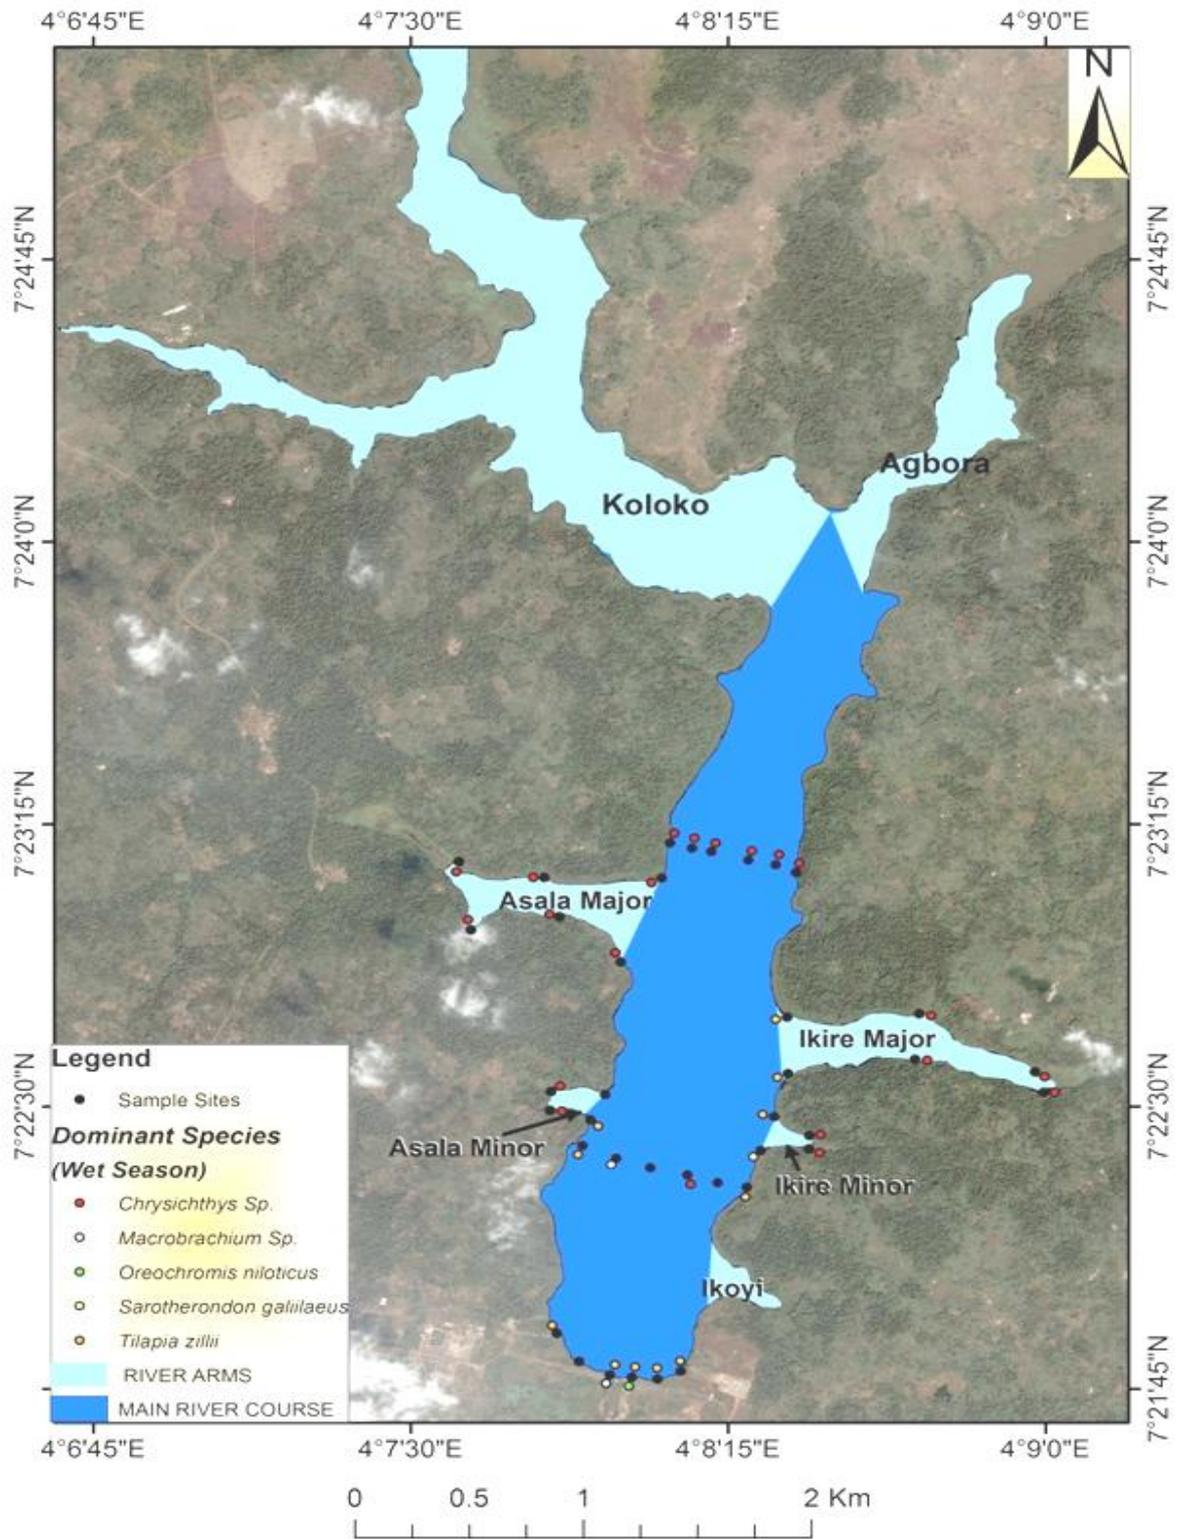 4°6'45"E 4°7'30"E 4°8'15"E 4°9'0"E
N
7°24'45"N 7°24'45"N
Agbora
Koloko
7°24'0"N 7°24'0"N
7°23'15"N 7°23'15"N
Asala Major
Ikire Major
Legend
Sample Sites
7°22'30"N 7°22'30"N
Dominant Species
(Wet Season)
Asala Minor
Ikire Minor
Chrysichthys Sp.
Macrobrachium Sp.
Oreochromis niloticus
Ikoyi
Sarotherondon galiilaeus
Tilapia zillii
RIVER ARMS
7°21'45"N 7°21'45"N
MAIN RIVER COURSE
4°6'45"E 4°7'30"E 4°8'15"E 4°9'0"E
0 0.5 1 2 Km